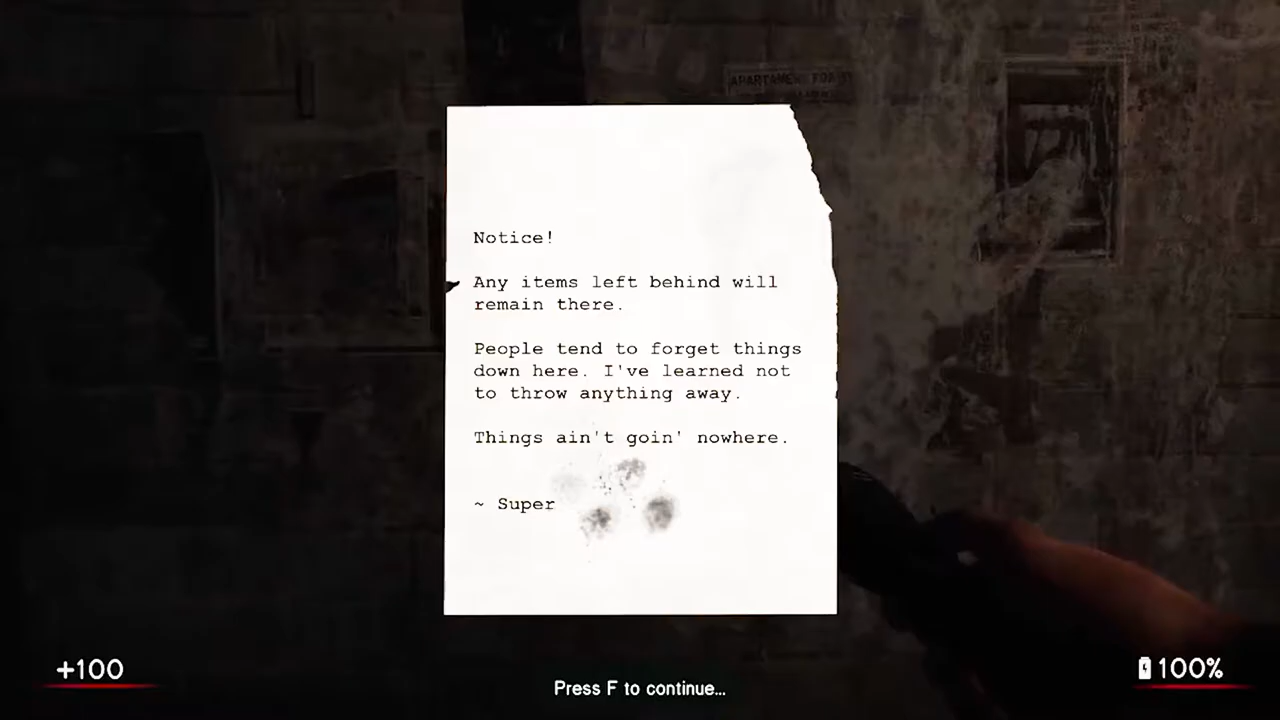 Notice!
Any items left behind will
remain there.
People tend to forget things
down here. I've learned not
to throw anything away.
Things ain't goin' nowhere.
~ Super
+100
Press F to continue...
100%